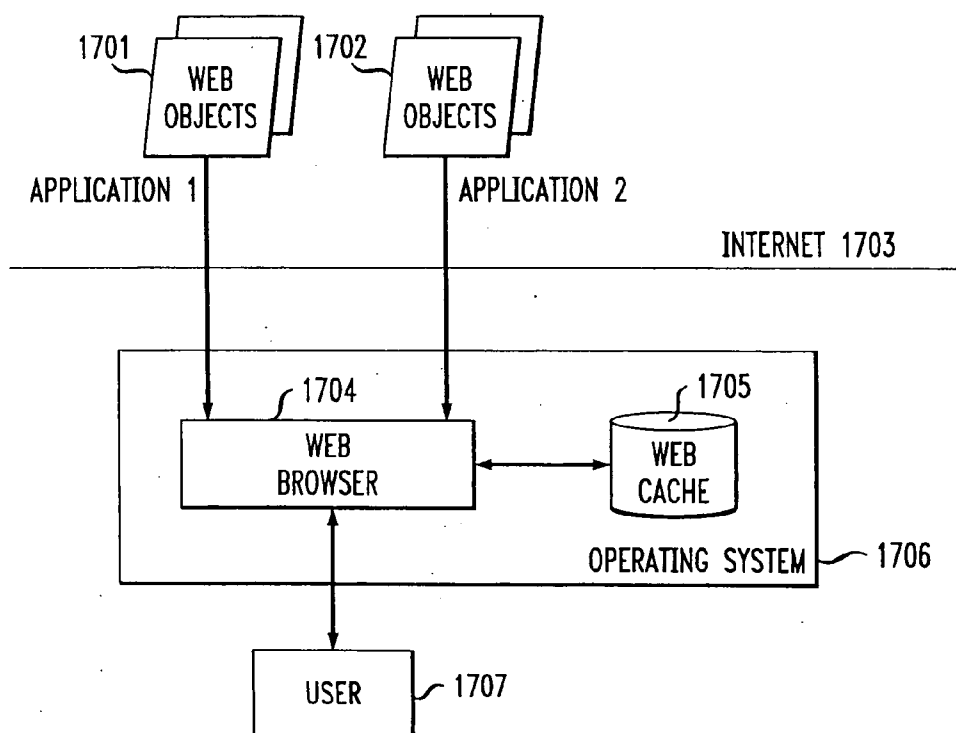 1701
WEB
OBJECTS
1702
WEB
OBJECTS
APPLICATION 1
APPLICATION 2
INTERNET 1703
1704
WEB
BROWSER
1705
WEB
CACHE
OPERATING SYSTEM
1706
USER
1707